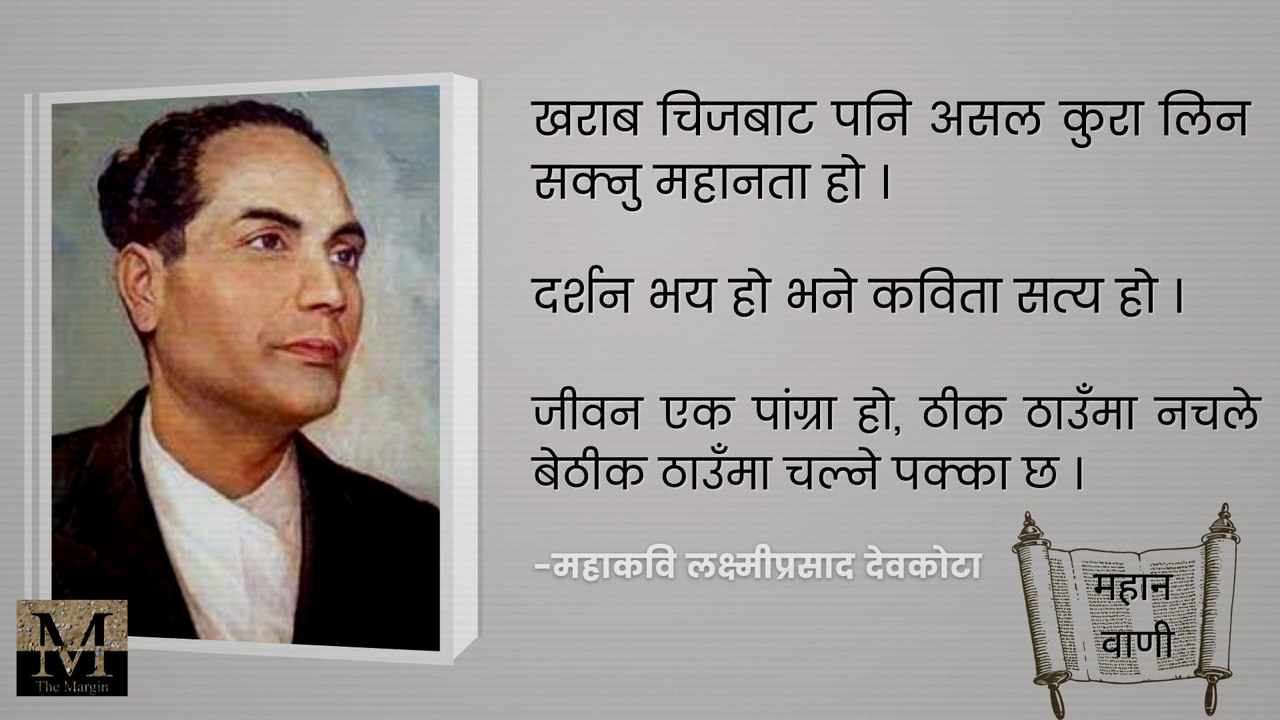 खराब चिजबाट पनि असल कुरा लिन
सक्नु महानता हो ।
दर्शन भय हो भने कविता सत्य हो ।
जीवन एक पांग्रा हो, ठीक ठाउँमा नचले
बेठीक ठाउँमा चल्ने पक्का छ ।
-महाकवि लक्ष्मीप्रसाद देवकोटा
महान
वाणी
M
The Margin